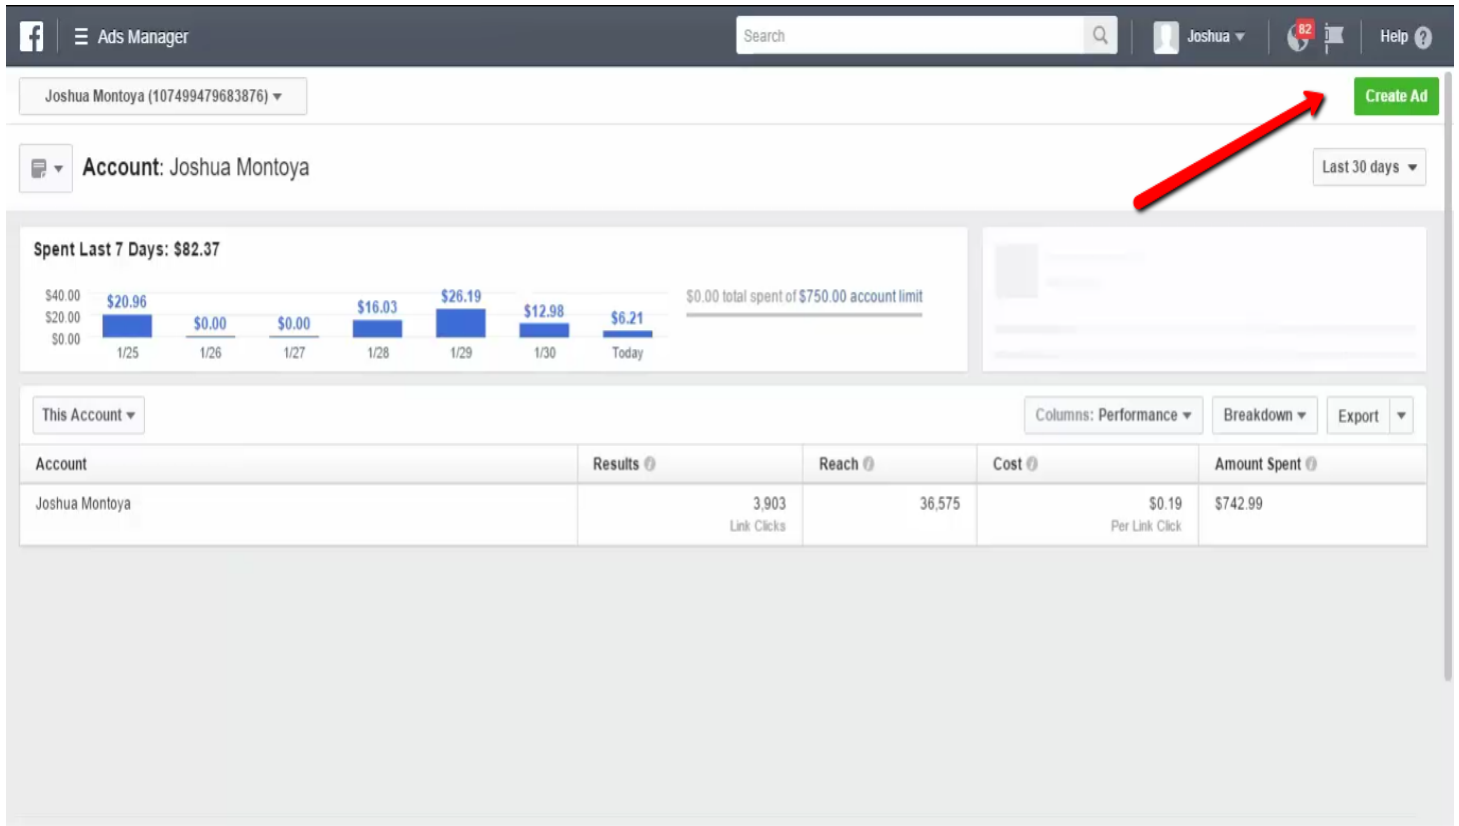 f Ads Manager Search Joshua 82 Help ?
Joshua Montoya (107499479683876) Create Ad
Account: Joshua Montoya Last 30 days
Spent Last 7 Days: $82.37
$40.00
$20.00
$0.00
$20.96 $0.00 $0.00 $16.03 $26.19 $12.98 $6.21
1/25 1/26 1/27 1/28 1/29 1/30 Today
$0.00 total spent of $750.00 account limit
This Account Columns: Performance Breakdown Export
Account Results Reach Cost Amount Spent
Joshua Montoya 3,903 36,575 $0.19 $742.99
Link Clicks Per Link Click